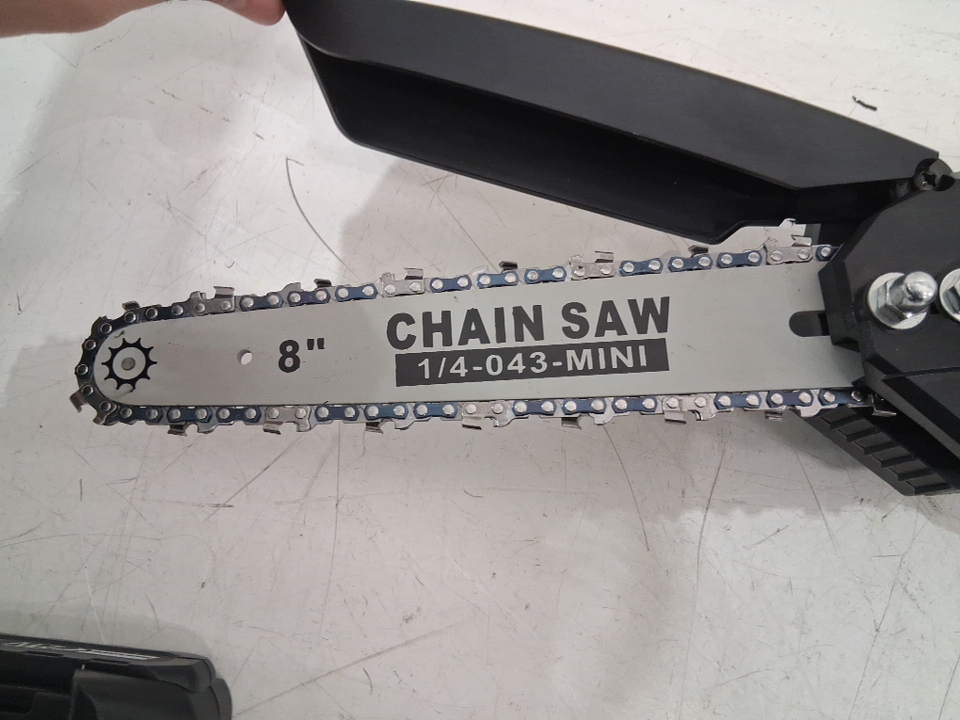 8"
CHAIN SAW
1/4-043-MINI